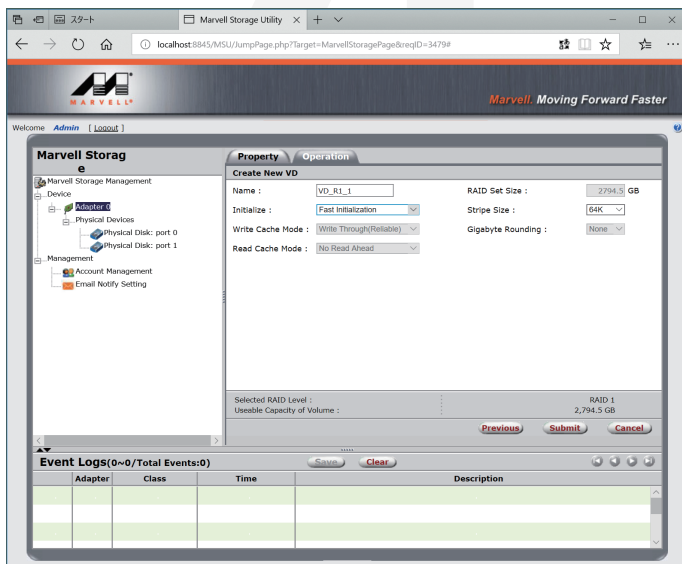 スタート
Marvell Storage Utility
localhost:8845/MSU/JumpPage.php?Target=MarvellStoragePage&reqID=3479#
MARVELL®
Marvell. Moving Forward Faster
Welcome Admin [ Logout ]
Marvell Storag
e
Marvell Storage Management
Device
Adapter 0
Physical Devices
Physical Disk: port 0
Physical Disk: port 1
Management
Account Management
Email Notify Setting
Property Operation
Create New VD
Name : VD_R1_1 RAID Set Size : 2794.5 GB
Initialize : Fast Initialization Stripe Size : 64K
Write Cache Mode : Write Through(Reliable) Gigabyte Rounding : None
Read Cache Mode : No Read Ahead
Selected RAID Level : RAID 1
Useable Capacity of Volume : 2,794.5 GB
Previous Submit Cancel
Event Logs(0~0/Total Events:0) Save Clear
Adapter Class Time Description